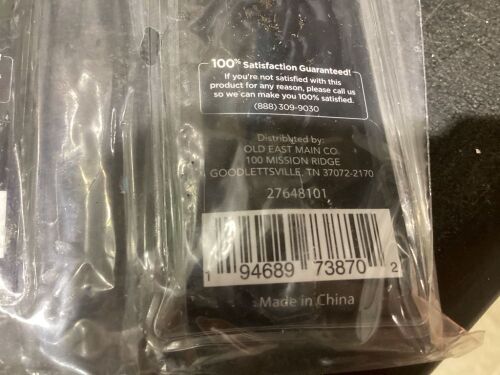 100% Satisfaction Guaranteed!
If you're not satisfied with this
product for any reason, please call us
so we can make you 100% satisfied.
(888) 309-9030
Distributed by:
OLD EAST MAIN CO.
100 MISSION RIDGE
GOODLETTSVILLE, TN 37072-2170
27648101
1 94689 73870 2
Made in China